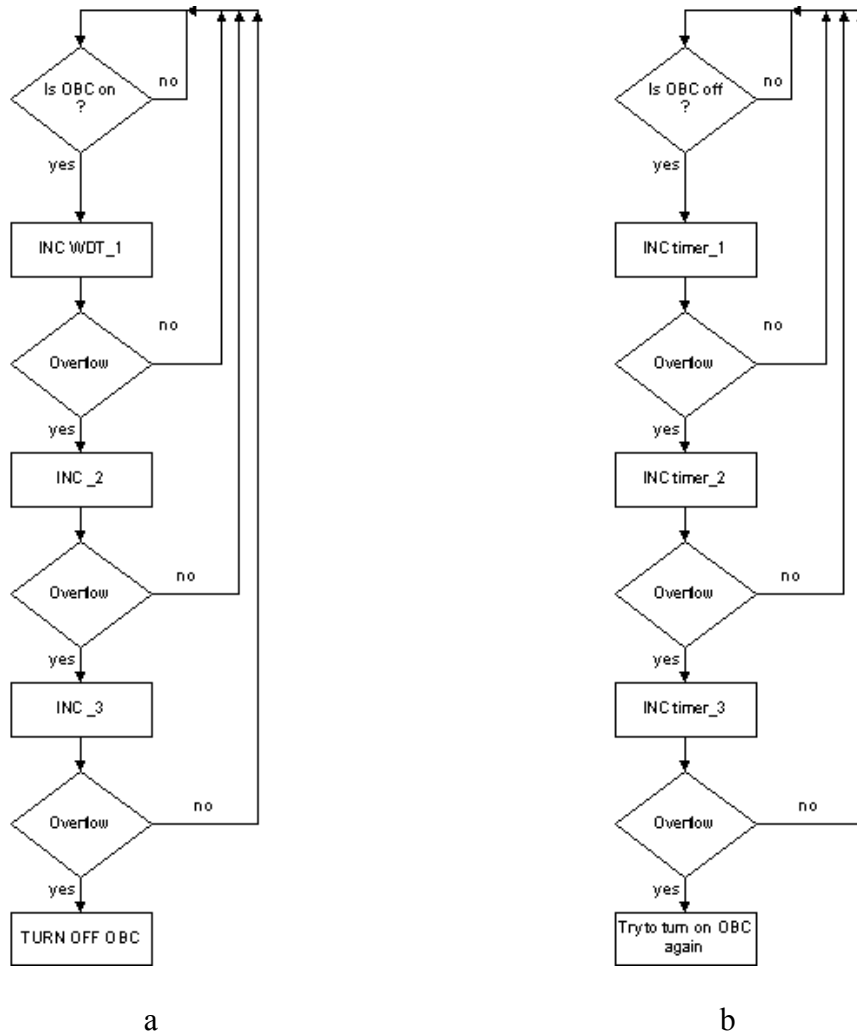 Is OBC on
?
no
yes
INC WDT_1
no
Overflow
yes
INC _2
no
Overflow
yes
INC _3
no
Overflow
yes
TURN OFF OBC
a
Is OBC off
?
no
yes
INC timer_1
no
Overflow
yes
INC timer_2
no
Overflow
yes
INC timer_3
no
Overflow
yes
Try to turn on OBC
again
b